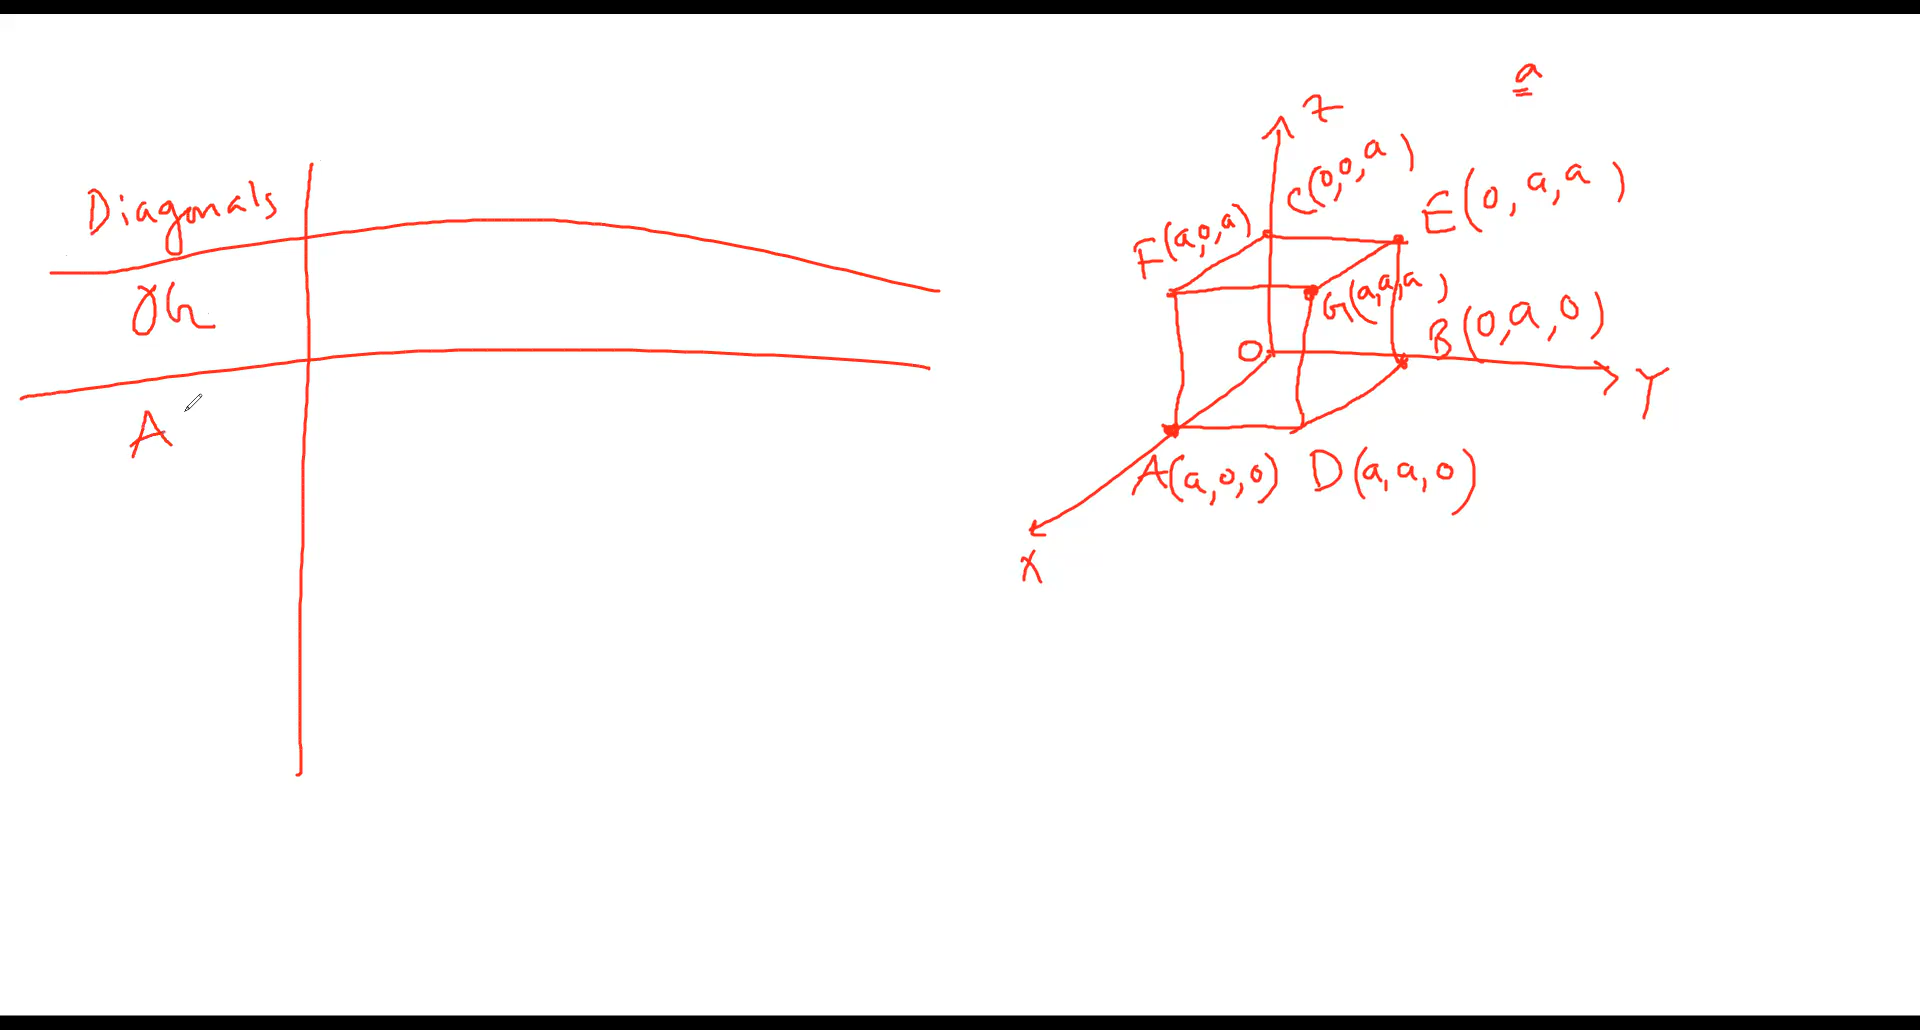 Diagonals
OG
A
a
Z
C(0,0,a)
E(0,a,a)
F(a,0,a)
G(a,a,a)
B(0,a,0)
O
Y
A(a,0,0)
D(a,a,0)
X